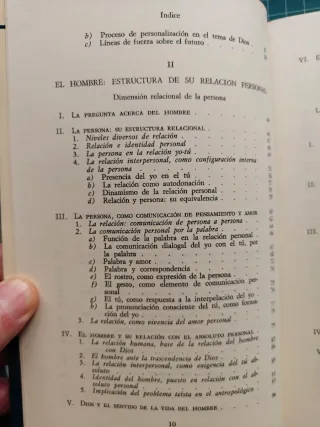 Indice
b) Proceso de personalización en el tema de Dios
c) Líneas de fuerza sobre el futuro
II
EL HOMBRE: ESTRUCTURA DE SU RELACIÓN PERSONAL
Dimensión relacional de la persona
I. LA PREGUNTA ACERCA DEL HOMBRE
II. LA PERSONA: SU ESTRUCTURA RELACIONAL
1. Niveles diversos de relación
2. Relación e identidad personal
3. La persona en la relación yo-tú
4. La relación interpersonal, como configuración interna
de la persona
a) Presencia del yo en el tú
b) La relación como autodonación
c) Dinamismo de la relación personal
d) Relación y persona: su equivalencia
III. LA PERSONA, COMO COMUNICACIÓN DE PENSAMIENTO Y AMOR
1. La relación: comunicación de persona a persona
2. La comunicación personal por la palabra
a) Función de la palabra en la relación personal
b) La comunicación dialogal del yo con el tú, por
la palabra
c) Palabra y amor
d) Palabra y correspondencia
e) El rostro, como expresión de la persona
f) El gesto, como elemento de comunicación per-
sonal
g) El tú, como respuesta a la interpelación del yo
h) La pronunciación consciente del tú, como
del yo
3. La relación, como vivencia del amor personal
IV. EL HOMBRE Y SU RELACIÓN CON EL ABSOLUTO PERSONAL
1. La relación humana, base de la relación del hombre
con Dios
2. El hombre ante la trascendencia de Dios
3. La relación interpersonal, como exigencia del tú ab-
soluto
4. Identidad del hombre, puesto en relación con el ab-
soluto personal
5. Implicación del problema teísta en el antropológico
V. DIOS Y EL SENTIDO DE LA VIDA DEL HOMBRE
10
VI.